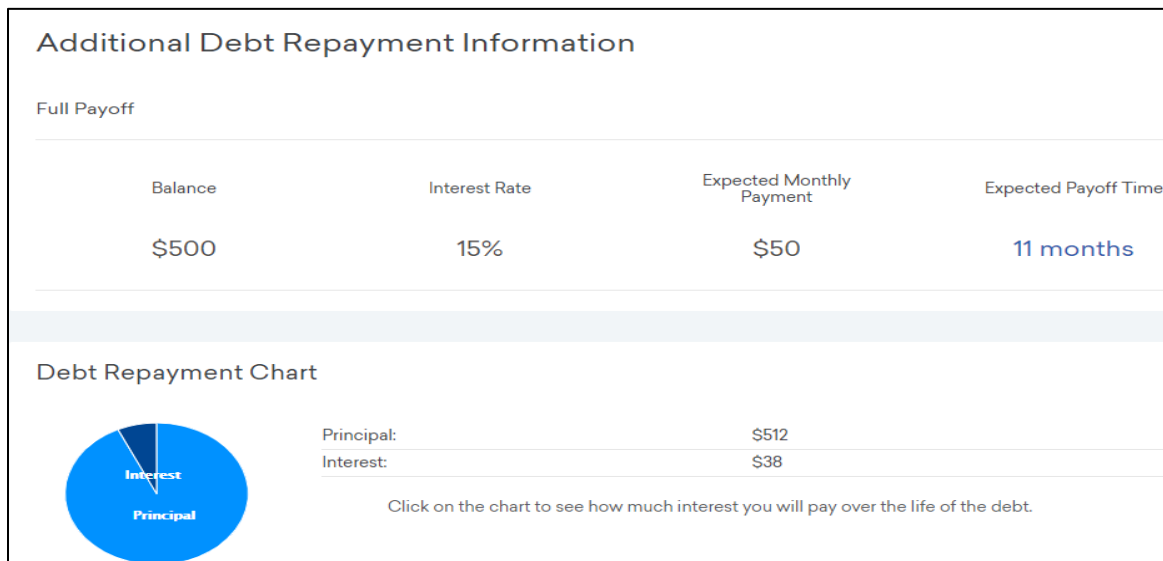 Additional Debt Repayment Information
Full Payoff
Balance Interest Rate Expected Monthly Payment Expected Payoff Time
$500 15% $50 11 months
Debt Repayment Chart
Interest
Principal
Principal: $512
Interest: $38
Click on the chart to see how much interest you will pay over the life of the debt.